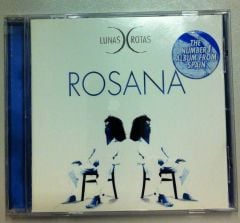 LUNAS ROTAS
ROSANA
THE
NUMBER 1
ALBUM FROM
SPAIN